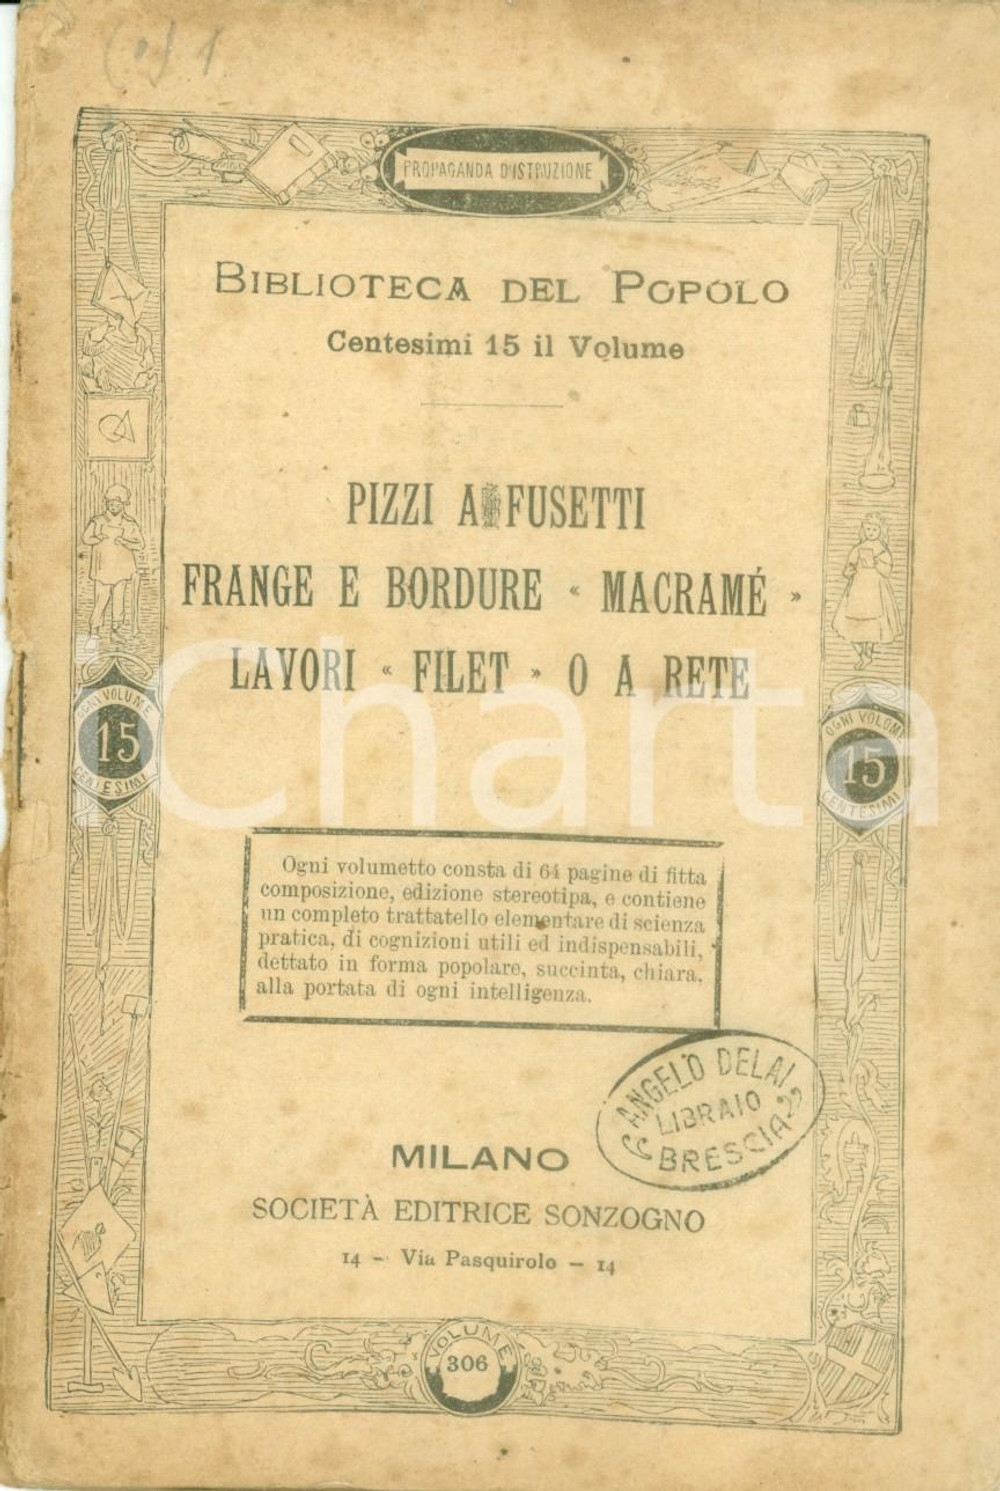 (°) 1
PROPAGANDA D'ISTRUZIONE
BIBLIOTECA DEL POPOLO
Centesimi 15 il Volume
PIZZI A FUSETTI
FRANGE E BORDURE « MACRAMÉ »
LAVORI « FILET » O A RETE
OGNI VOLUME
15
CENTESIMI
OGNI VOLUME
15
CENTESIMI
iCharta
Ogni volumetto consta di 64 pagine di fitta
composizione, edizione stereotipa, e contiene
un completo trattatello elementare di scienza
pratica, di cognizioni utili ed indispensabili,
dettato in forma popolare, succinta, chiara,
alla portata di ogni intelligenza.
ANGELO DELAI
LIBRAIO
BRESCIA
MILANO
SOCIETÀ EDITRICE SONZOGNO
14 - Via Pasquirolo - 14
VOLUME
306